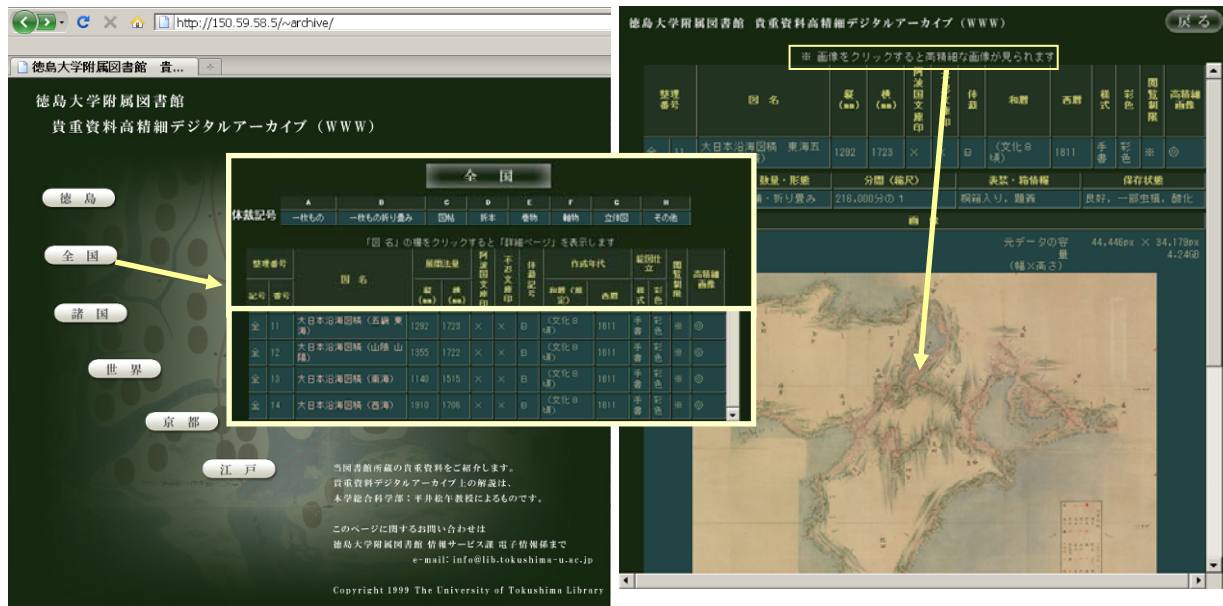 http://150.59.58.5/~archive/
徳島大学附属図書館 貴...
徳島大学附属図書館
貴重資料高精細デジタルアーカイブ（WWW）
徳 島
全 国
諸 国
世 界
京 都
江 戸
当図書館所蔵の貴重資料をご紹介します。
貴重資料デジタルアーカイブ上の解説は、
本学総合科学部：平井松午教授によるものです。
このページに関するお問い合わせは
徳島大学附属図書館 情報サービス課 電子情報係まで
e-mail: info@lib.tokushima-u.ac.jp
Copyright 1999 The University of Tokushima Library
全 国
体裁記号
A B C D E F G H
一枚もの 一枚もの折り畳み 図帖 折本 巻物 軸物 立体図 その他
「図 名」の欄をクリックすると「詳細ページ」を表示します
整理番号 図 名 展開法量 阿波国文庫印 不忍文庫印 体裁記号 作成年代 絵図仕立 閲覧制限 高精細画像
記号 番号 縦（mm） 横（mm） 和暦（推定） 西暦 様式 彩色
全 11 大日本沿海図稿（五畿 東海） 1292 1723 × × B （文化８頃） 1811 手書 彩色 ※ ◎
全 12 大日本沿海図稿（山陰 山陽） 1355 1722 × × B （文化８頃） 1811 手書 彩色 ※ ◎
全 13 大日本沿海図稿（東海） 1140 1515 × × B （文化８頃） 1811 手書 彩色 ※ ◎
全 14 大日本沿海図稿（西海） 1910 1706 × × B （文化８頃） 1811 手書 彩色 ※ ◎
徳島大学附属図書館 貴重資料高精細デジタルアーカイブ（WWW）
戻る
※ 画像をクリックすると高精細な画像が見られます
整理番号 図 名 縦（mm） 横（mm） 阿波国文庫印 体裁 和暦 西暦 様式 彩色 閲覧制限 高精細画像
全 11 大日本沿海図稿 東海五 1292 1723 × × B （文化８頃） 1811 手書 彩色 ※ ◎
数量・形態 分間（縮尺） 表装・箱情報 保存状態
・折り畳み 216,000分の１ 桐箱入り，題簽 良好，一部虫損，酸化
画 像
元データの容量
（幅×高さ）
44,446px × 34,179px
4.24GB